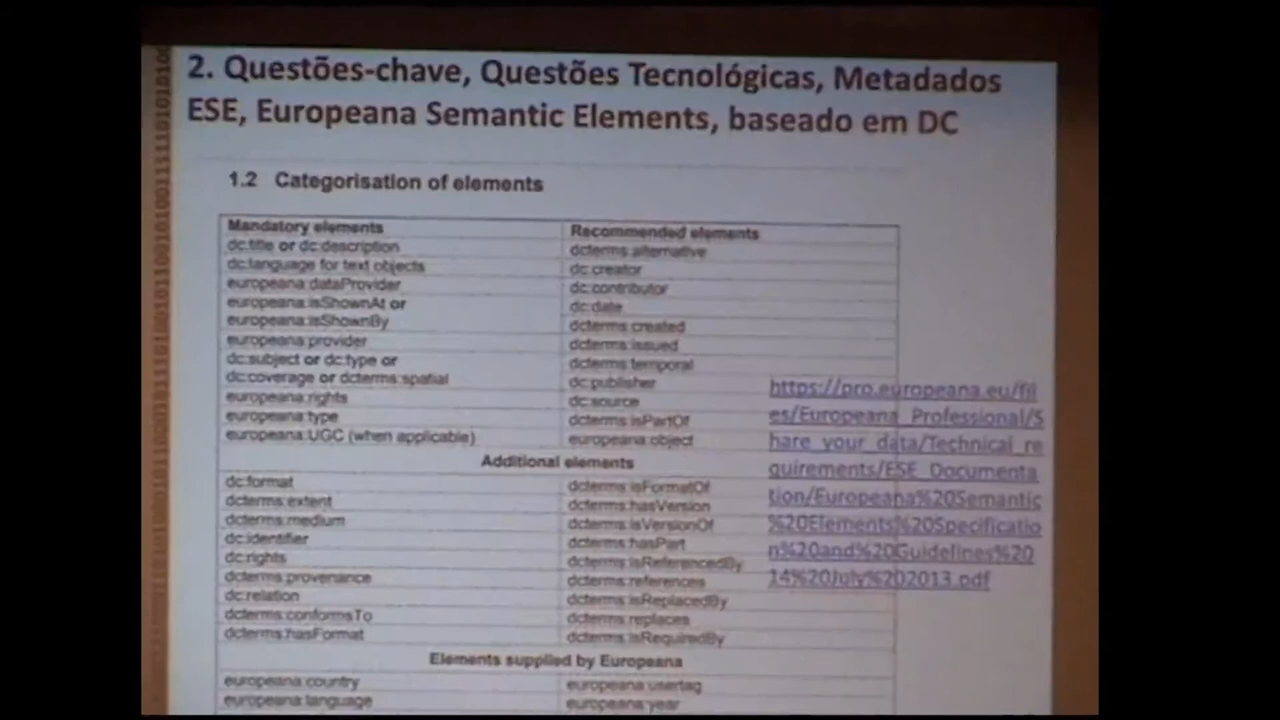 2. Questões-chave, Questões Tecnológicas, Metadados
ESE, Europeana Semantic Elements, baseado em DC
1.2 Categorisation of elements
Mandatory elements
dc:title or dc:description
dc:language for text objects
europeana:dataProvider
europeana:isShownAt or
europeana:isShownBy
europeana:provider
dc:subject or dc:type or
dc:coverage or dcterms:spatial
europeana:rights
europeana:type
europeana:UGC (when applicable)
Recommended elements
dcterms:alternative
dc:creator
dc:contributor
dc:date
dcterms:created
dcterms:issued
dcterms:temporal
dc:publisher
dc:source
dcterms:isPartOf
europeana:object
Additional elements
dc:format
dcterms:extent
dcterms:medium
dc:identifier
dc:rights
dcterms:provenance
dc:relation
dcterms:conformsTo
dcterms:hasFormat
dcterms:isFormatOf
dcterms:hasVersion
dcterms:isVersionOf
dcterms:hasPart
dcterms:isReferencedBy
dcterms:references
dcterms:isReplacedBy
dcterms:replaces
dcterms:isRequiredBy
Elements supplied by Europeana
europeana:country
europeana:language
europeana:usertag
europeana:year
https://pro.europeana.eu/fil
es/Europeana_Professional/S
hare_your_data/Technical_re
quirements/ESE_Documenta
tion/Europeana%20Semantic
%20Elements%20Specificatio
n%20and%20Guidelines%20
14%20July%202013.pdf